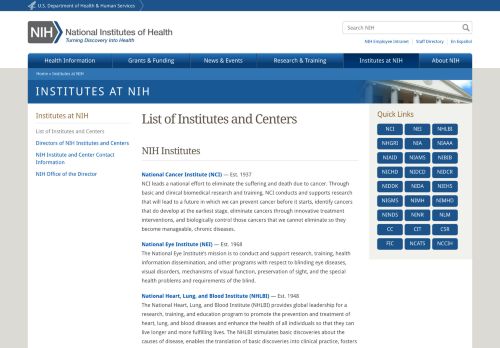 U.S. Department of Health & Human Services
NIH National Institutes of Health
Turning Discovery Into Health
Search NIH
NIH Employee Intranet | Staff Directory | En Español
Health Information
Grants & Funding
News & Events
Research & Training
Institutes at NIH
About NIH
Home » Institutes at NIH
INSTITUTES AT NIH
Institutes at NIH
List of Institutes and Centers
Directors of NIH Institutes and Centers
NIH Institute and Center Contact
Information
NIH Office of the Director
List of Institutes and Centers
NIH Institutes
National Cancer Institute (NCI) — Est. 1937
NCI leads a national effort to eliminate the suffering and death due to cancer. Through
basic and clinical biomedical research and training, NCI conducts and supports research
that will lead to a future in which we can prevent cancer before it starts, identify cancers
that do develop at the earliest stage, eliminate cancers through innovative treatment
interventions, and biologically control those cancers that we cannot eliminate so they
become manageable, chronic diseases.
National Eye Institute (NEI) — Est. 1968
The National Eye Institute's mission is to conduct and support research, training, health
information dissemination, and other programs with respect to blinding eye diseases,
visual disorders, mechanisms of visual function, preservation of sight, and the special
health problems and requirements of the blind.
National Heart, Lung, and Blood Institute (NHLBI) — Est. 1948
The National Heart, Lung, and Blood Institute (NHLBI) provides global leadership for a
research, training, and education program to promote the prevention and treatment of
heart, lung, and blood diseases and enhance the health of all individuals so that they can
live longer and more fulfilling lives. The NHLBI stimulates basic discoveries about the
causes of disease, enables the translation of basic discoveries into clinical practice, fosters
Quick Links
NCI NEI NHLBI
NHGRI NIA NIAAA
NIAID NIAMS NIBIB
NICHD NIDCD NIDCR
NIDDK NIDA NIEHS
NIGMS NIMH NIMHD
NINDS NINR NLM
CC CIT CSR
FIC NCATS NCCIH